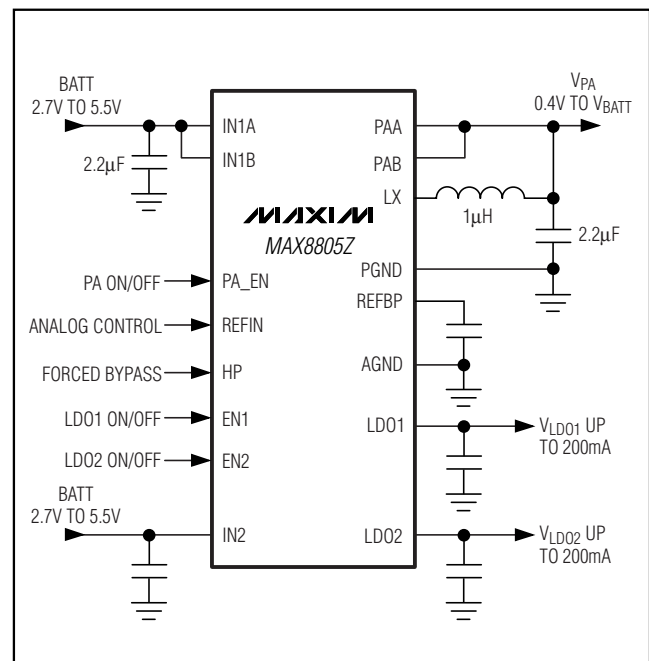 BATT
2.7V TO 5.5V
2.2μF
IN1A
IN1B
PAA
PAB
LX
VPA
0.4V TO VBATT
1μH
2.2μF
MAXIM
MAX8805Z
PGND
REFBP
AGND
PA ON/OFF
PA_EN
ANALOG CONTROL
REFIN
FORCED BYPASS
HP
LDO1 ON/OFF
EN1
LDO2 ON/OFF
EN2
LDO1
VLDO1 UP
TO 200mA
BATT
2.7V TO 5.5V
IN2
LDO2
VLDO2 UP
TO 200mA